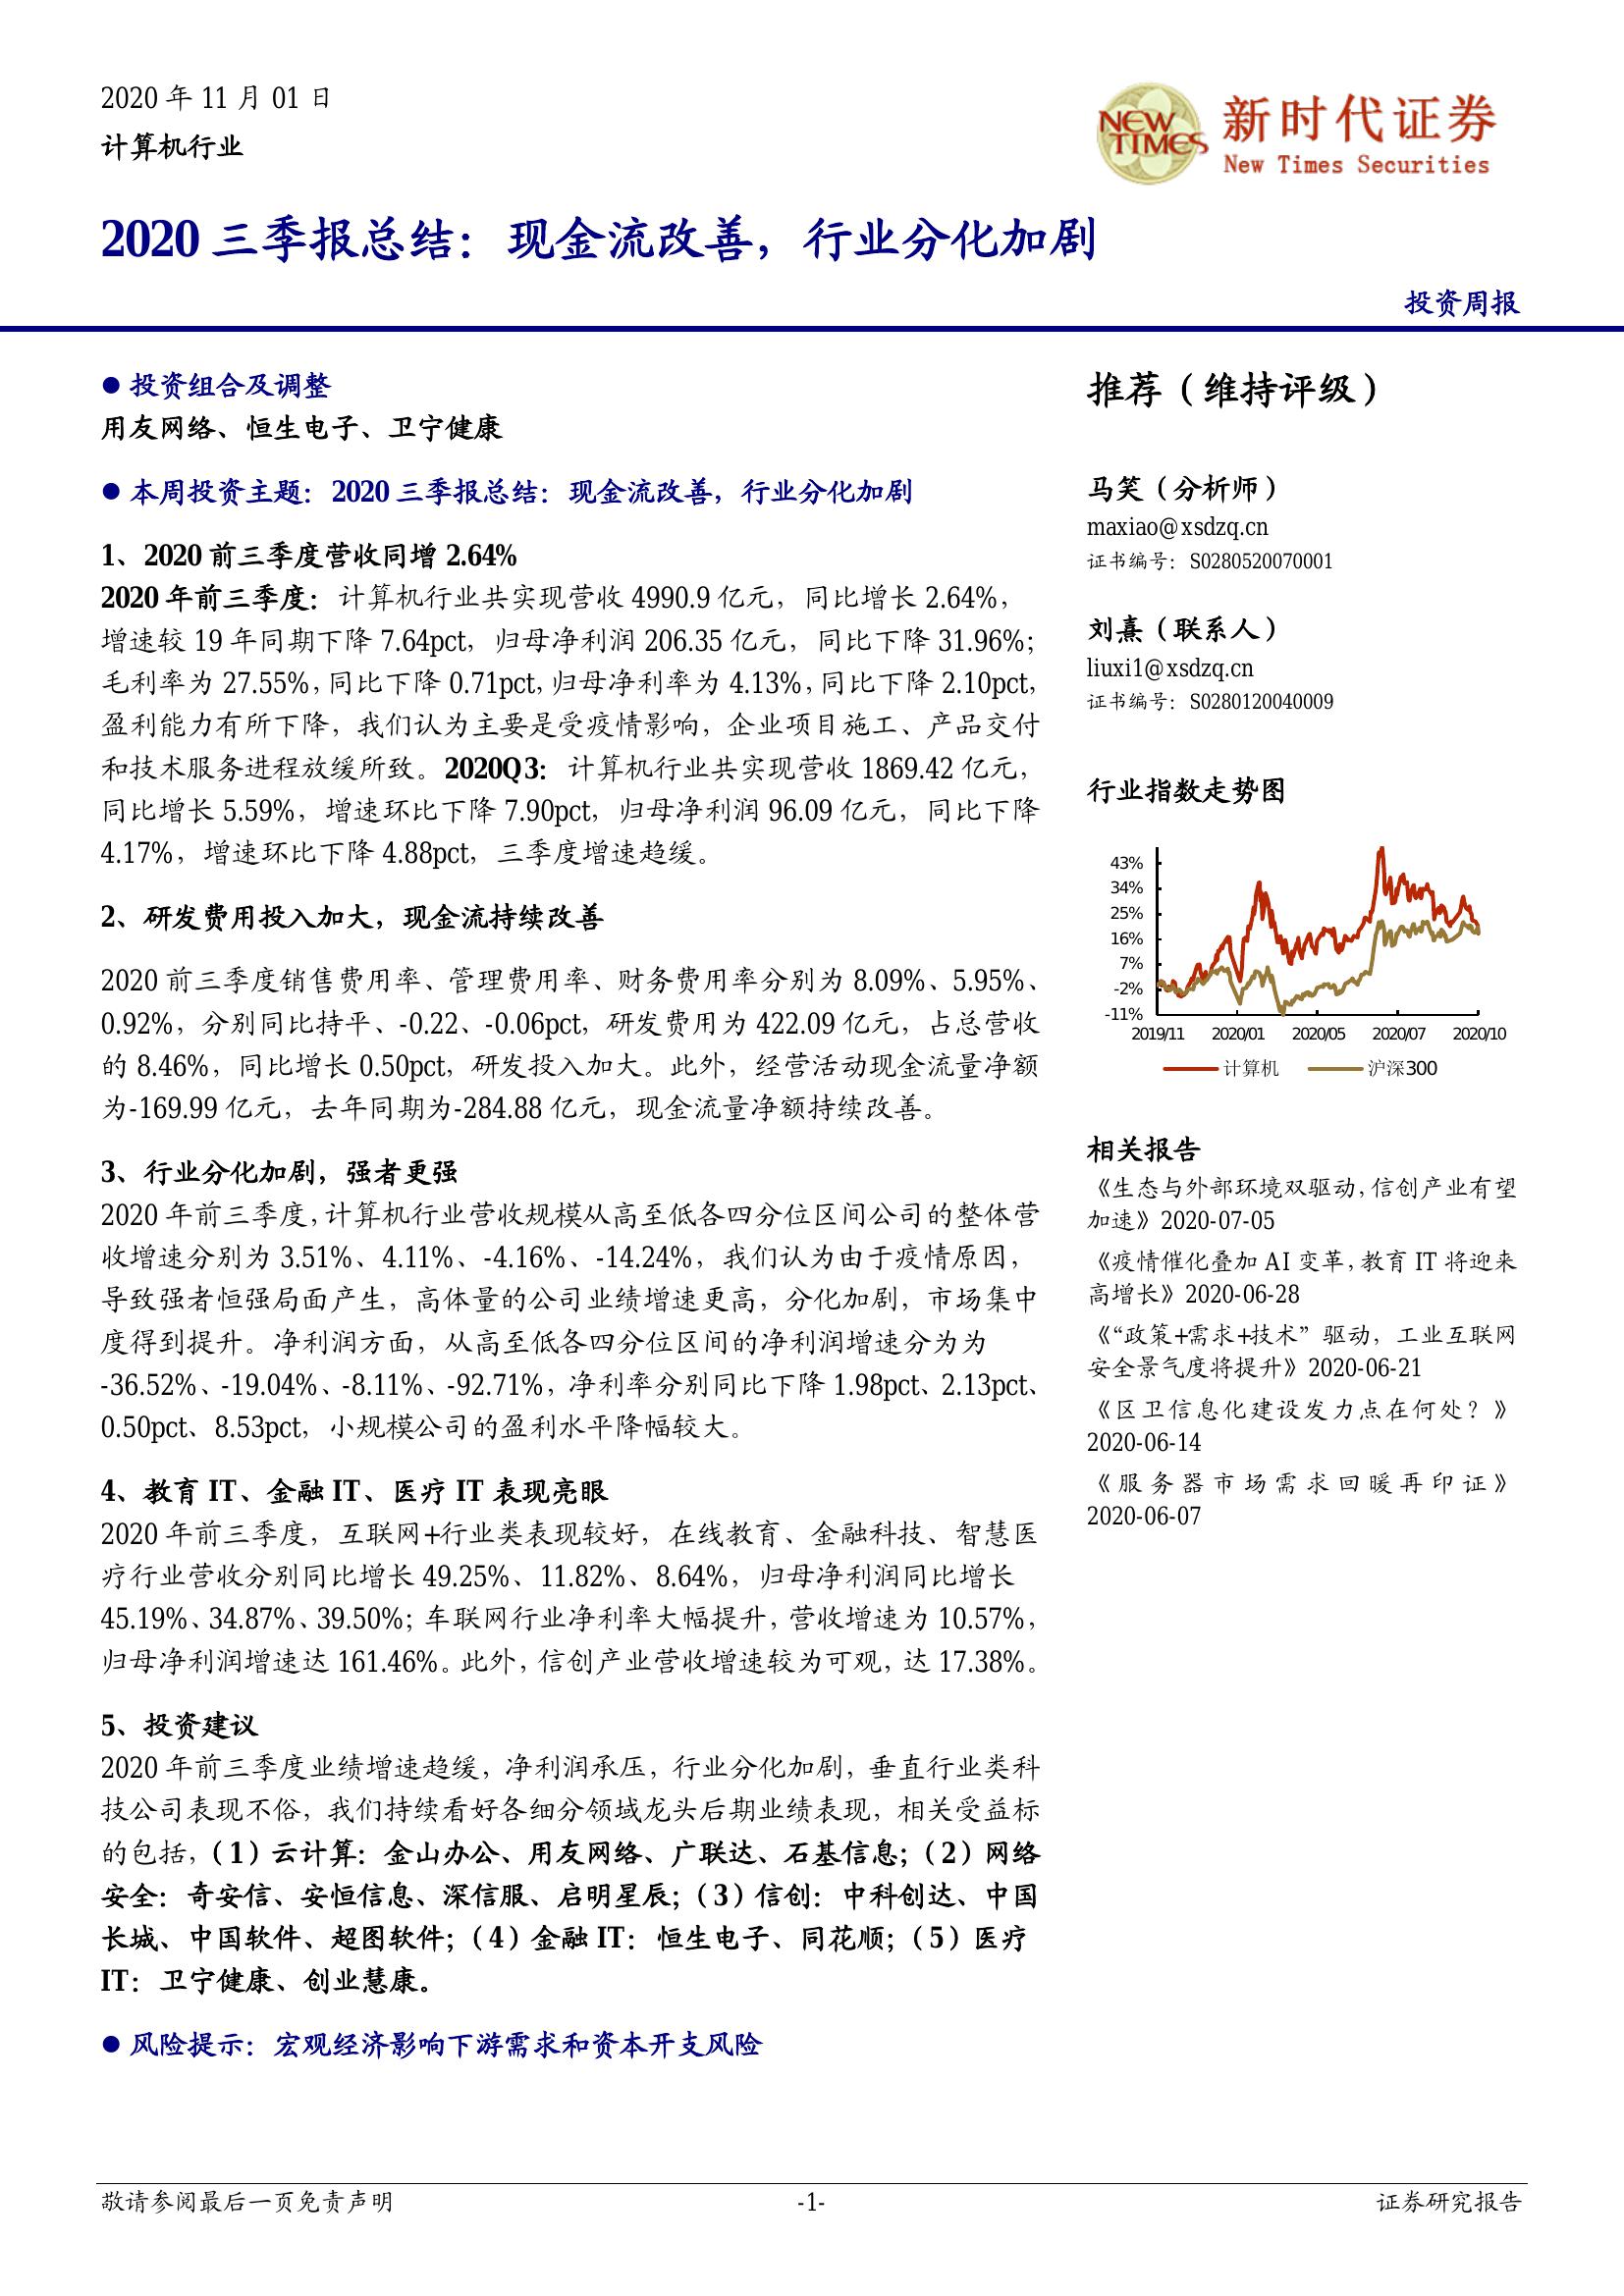 2020 年 11 月 01 日
计算机行业
NEW TIMES
新时代证券
New Times Securities
2020 三季报总结：现金流改善，行业分化加剧
投资周报
● 投资组合及调整
用友网络、恒生电子、卫宁健康
● 本周投资主题：2020 三季报总结：现金流改善，行业分化加剧
1、2020 前三季度营收同增 2.64%
2020 年前三季度：计算机行业共实现营收 4990.9 亿元，同比增长 2.64%，
增速较 19 年同期下降 7.64pct，归母净利润 206.35 亿元，同比下降 31.96%；
毛利率为 27.55%，同比下降 0.71pct，归母净利率为 4.13%，同比下降 2.10pct，
盈利能力有所下降，我们认为主要是受疫情影响，企业项目施工、产品交付
和技术服务进程放缓所致。2020Q3：计算机行业共实现营收 1869.42 亿元，
同比增长 5.59%，增速环比下降 7.90pct，归母净利润 96.09 亿元，同比下降
4.17%，增速环比下降 4.88pct，三季度增速趋缓。
2、研发费用投入加大，现金流持续改善
2020 前三季度销售费用率、管理费用率、财务费用率分别为 8.09%、5.95%、
0.92%，分别同比持平、-0.22、-0.06pct，研发费用为 422.09 亿元，占总营收
的 8.46%，同比增长 0.50pct，研发投入加大。此外，经营活动现金流量净额
为-169.99 亿元，去年同期为-284.88 亿元，现金流量净额持续改善。
3、行业分化加剧，强者更强
2020 年前三季度，计算机行业营收规模从高至低各四分位区间公司的整体营
收增速分别为 3.51%、4.11%、-4.16%、-14.24%，我们认为由于疫情原因，
导致强者恒强局面产生，高体量的公司业绩增速更高，分化加剧，市场集中
度得到提升。净利润方面，从高至低各四分位区间的净利润增速分为为
-36.52%、-19.04%、-8.11%、-92.71%，净利率分别同比下降 1.98pct、2.13pct、
0.50pct、8.53pct，小规模公司的盈利水平降幅较大。
4、教育 IT、金融 IT、医疗 IT 表现亮眼
2020 年前三季度，互联网+行业类表现较好，在线教育、金融科技、智慧医
疗行业营收分别同比增长 49.25%、11.82%、8.64%，归母净利润同比增长
45.19%、34.87%、39.50%；车联网行业净利率大幅提升，营收增速为 10.57%，
归母净利润增速达 161.46%。此外，信创产业营收增速较为可观，达 17.38%。
5、投资建议
2020 年前三季度业绩增速趋缓，净利润承压，行业分化加剧，垂直行业类科
技公司表现不俗，我们持续看好各细分领域龙头后期业绩表现，相关受益标
的包括，（1）云计算：金山办公、用友网络、广联达、石基信息；（2）网络
安全：奇安信、安恒信息、深信服、启明星辰；（3）信创：中科创达、中国
长城、中国软件、超图软件；（4）金融 IT：恒生电子、同花顺；（5）医疗
IT：卫宁健康、创业慧康。
● 风险提示：宏观经济影响下游需求和资本开支风险
推荐（维持评级）
马笑（分析师）
maxiao@xsdzq.cn
证书编号：S0280520070001
刘熹（联系人）
liuxi1@xsdzq.cn
证书编号：S0280120040009
行业指数走势图
43%
34%
25%
16%
7%
-2%
-11%
2019/11 2020/01 2020/05 2020/07 2020/10
计算机 沪深300
相关报告
《生态与外部环境双驱动，信创产业有望
加速》2020-07-05
《疫情催化叠加 AI 变革，教育 IT 将迎来
高增长》2020-06-28
《“政策+需求+技术”驱动，工业互联网
安全景气度将提升》2020-06-21
《区卫信息化建设发力点在何处？》
2020-06-14
《服务器市场需求回暖再印证》
2020-06-07
敬请参阅最后一页免责声明 -1- 证券研究报告